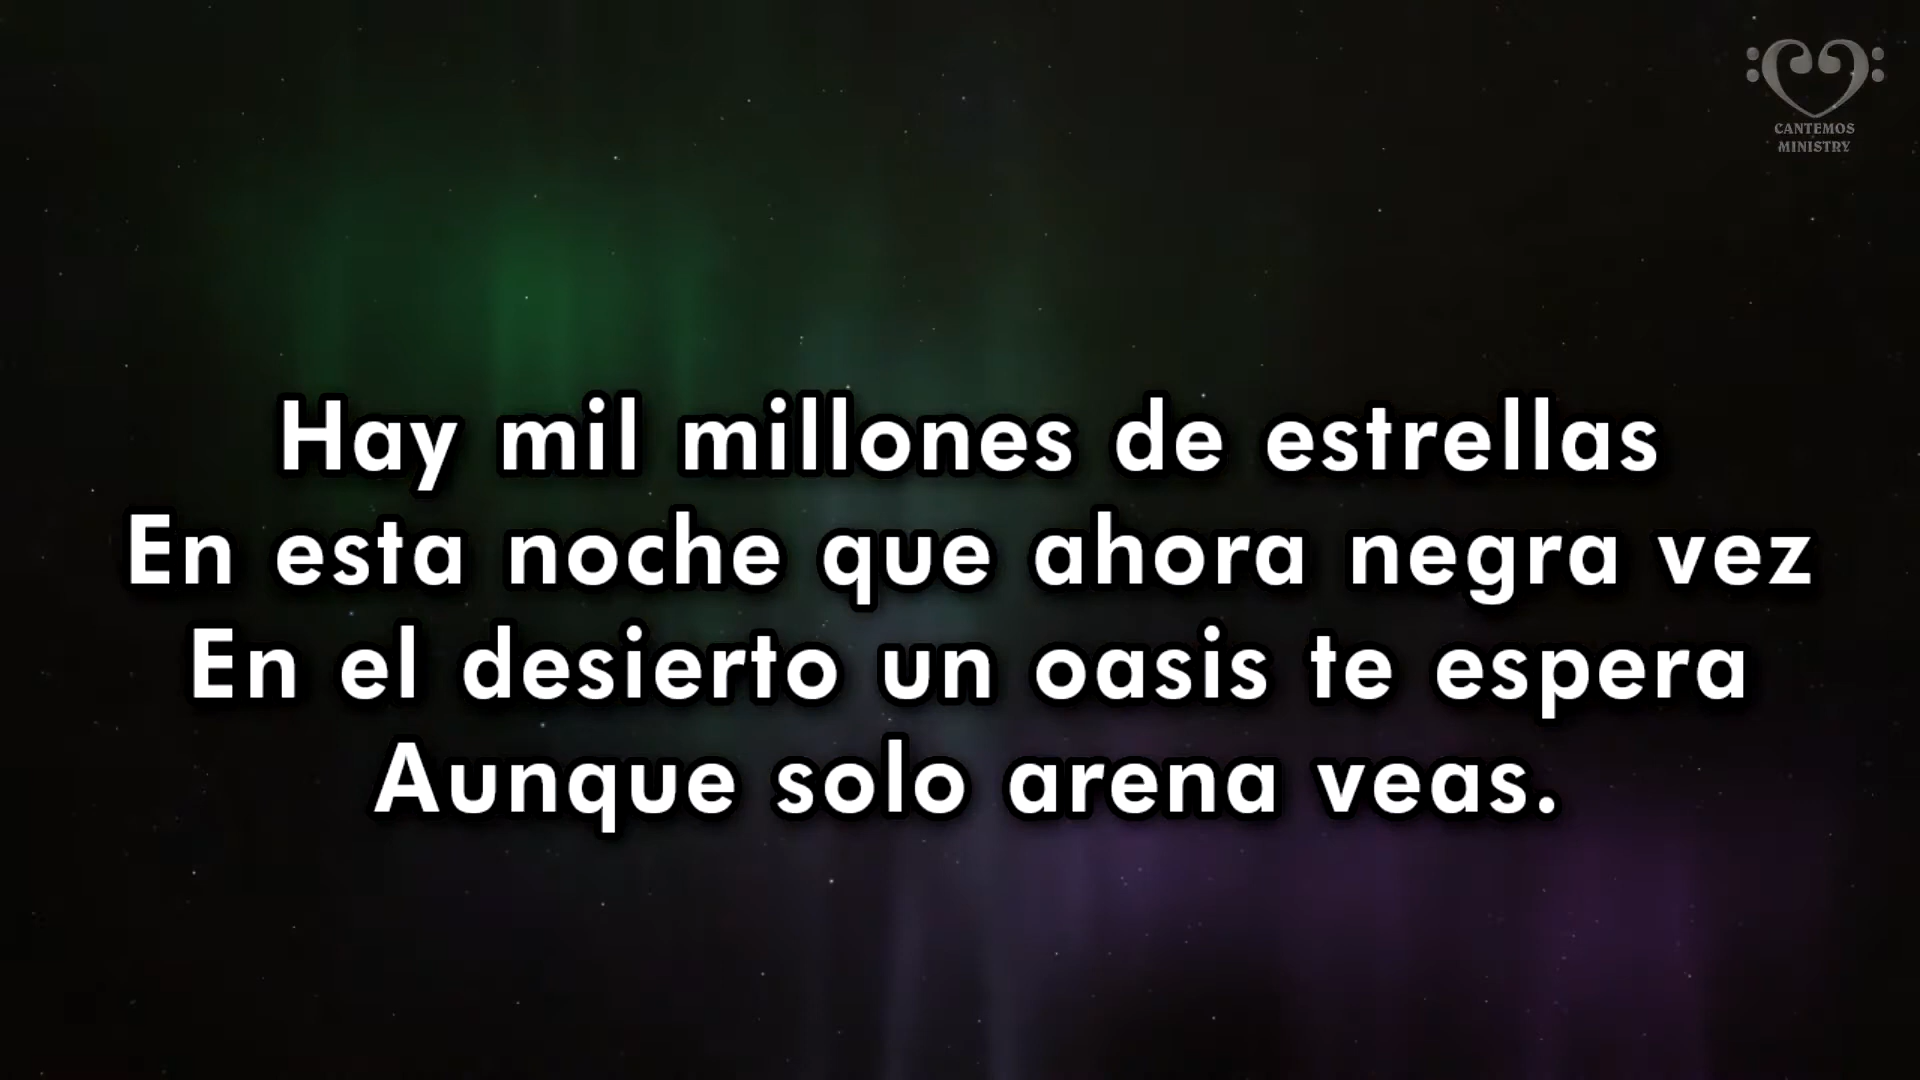 CANTEMOS
MINISTRY
Hay mil millones de estrellas
En esta noche que ahora negra vez
En el desierto un oasis te espera
Aunque solo arena veas.